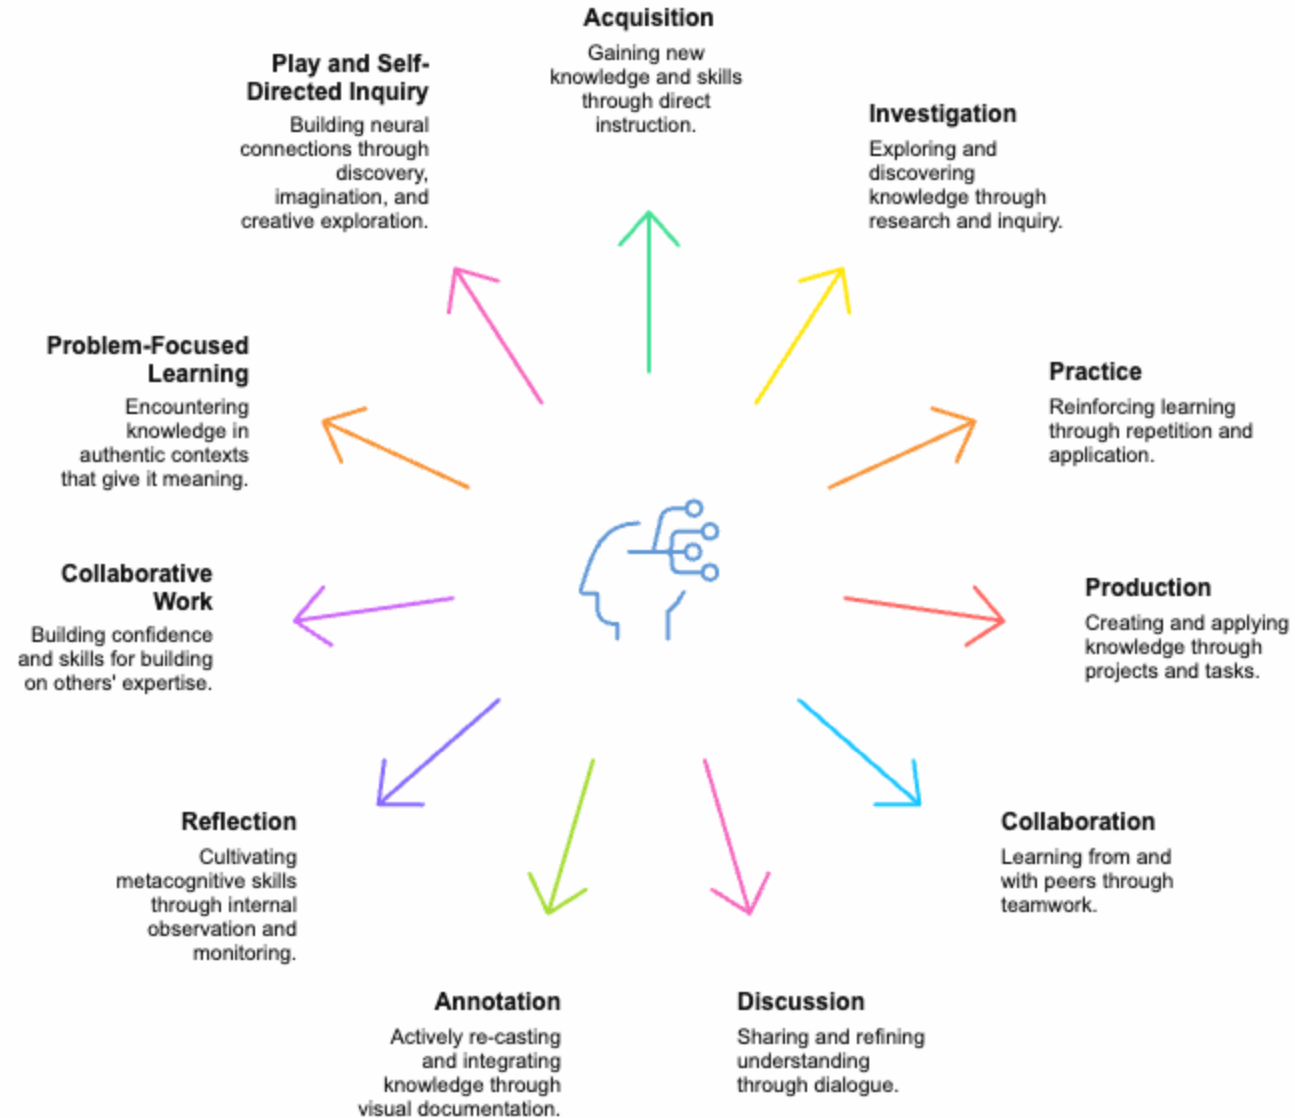 Acquisition
Gaining new
knowledge and skills
through direct
instruction.
Investigation
Exploring and
discovering
knowledge through
research and inquiry.
Practice
Reinforcing learning
through repetition and
application.
Production
Creating and applying
knowledge through
projects and tasks.
Collaboration
Learning from and
with peers through
teamwork.
Discussion
Sharing and refining
understanding
through dialogue.
Annotation
Actively re-casting
and integrating
knowledge through
visual documentation.
Reflection
Cultivating
metacognitive skills
through internal
observation and
monitoring.
Collaborative
Work
Building confidence
and skills for building
on others' expertise.
Problem-Focused
Learning
Encountering
knowledge in
authentic contexts
that give it meaning.
Play and Self-
Directed Inquiry
Building neural
connections through
discovery,
imagination, and
creative exploration.